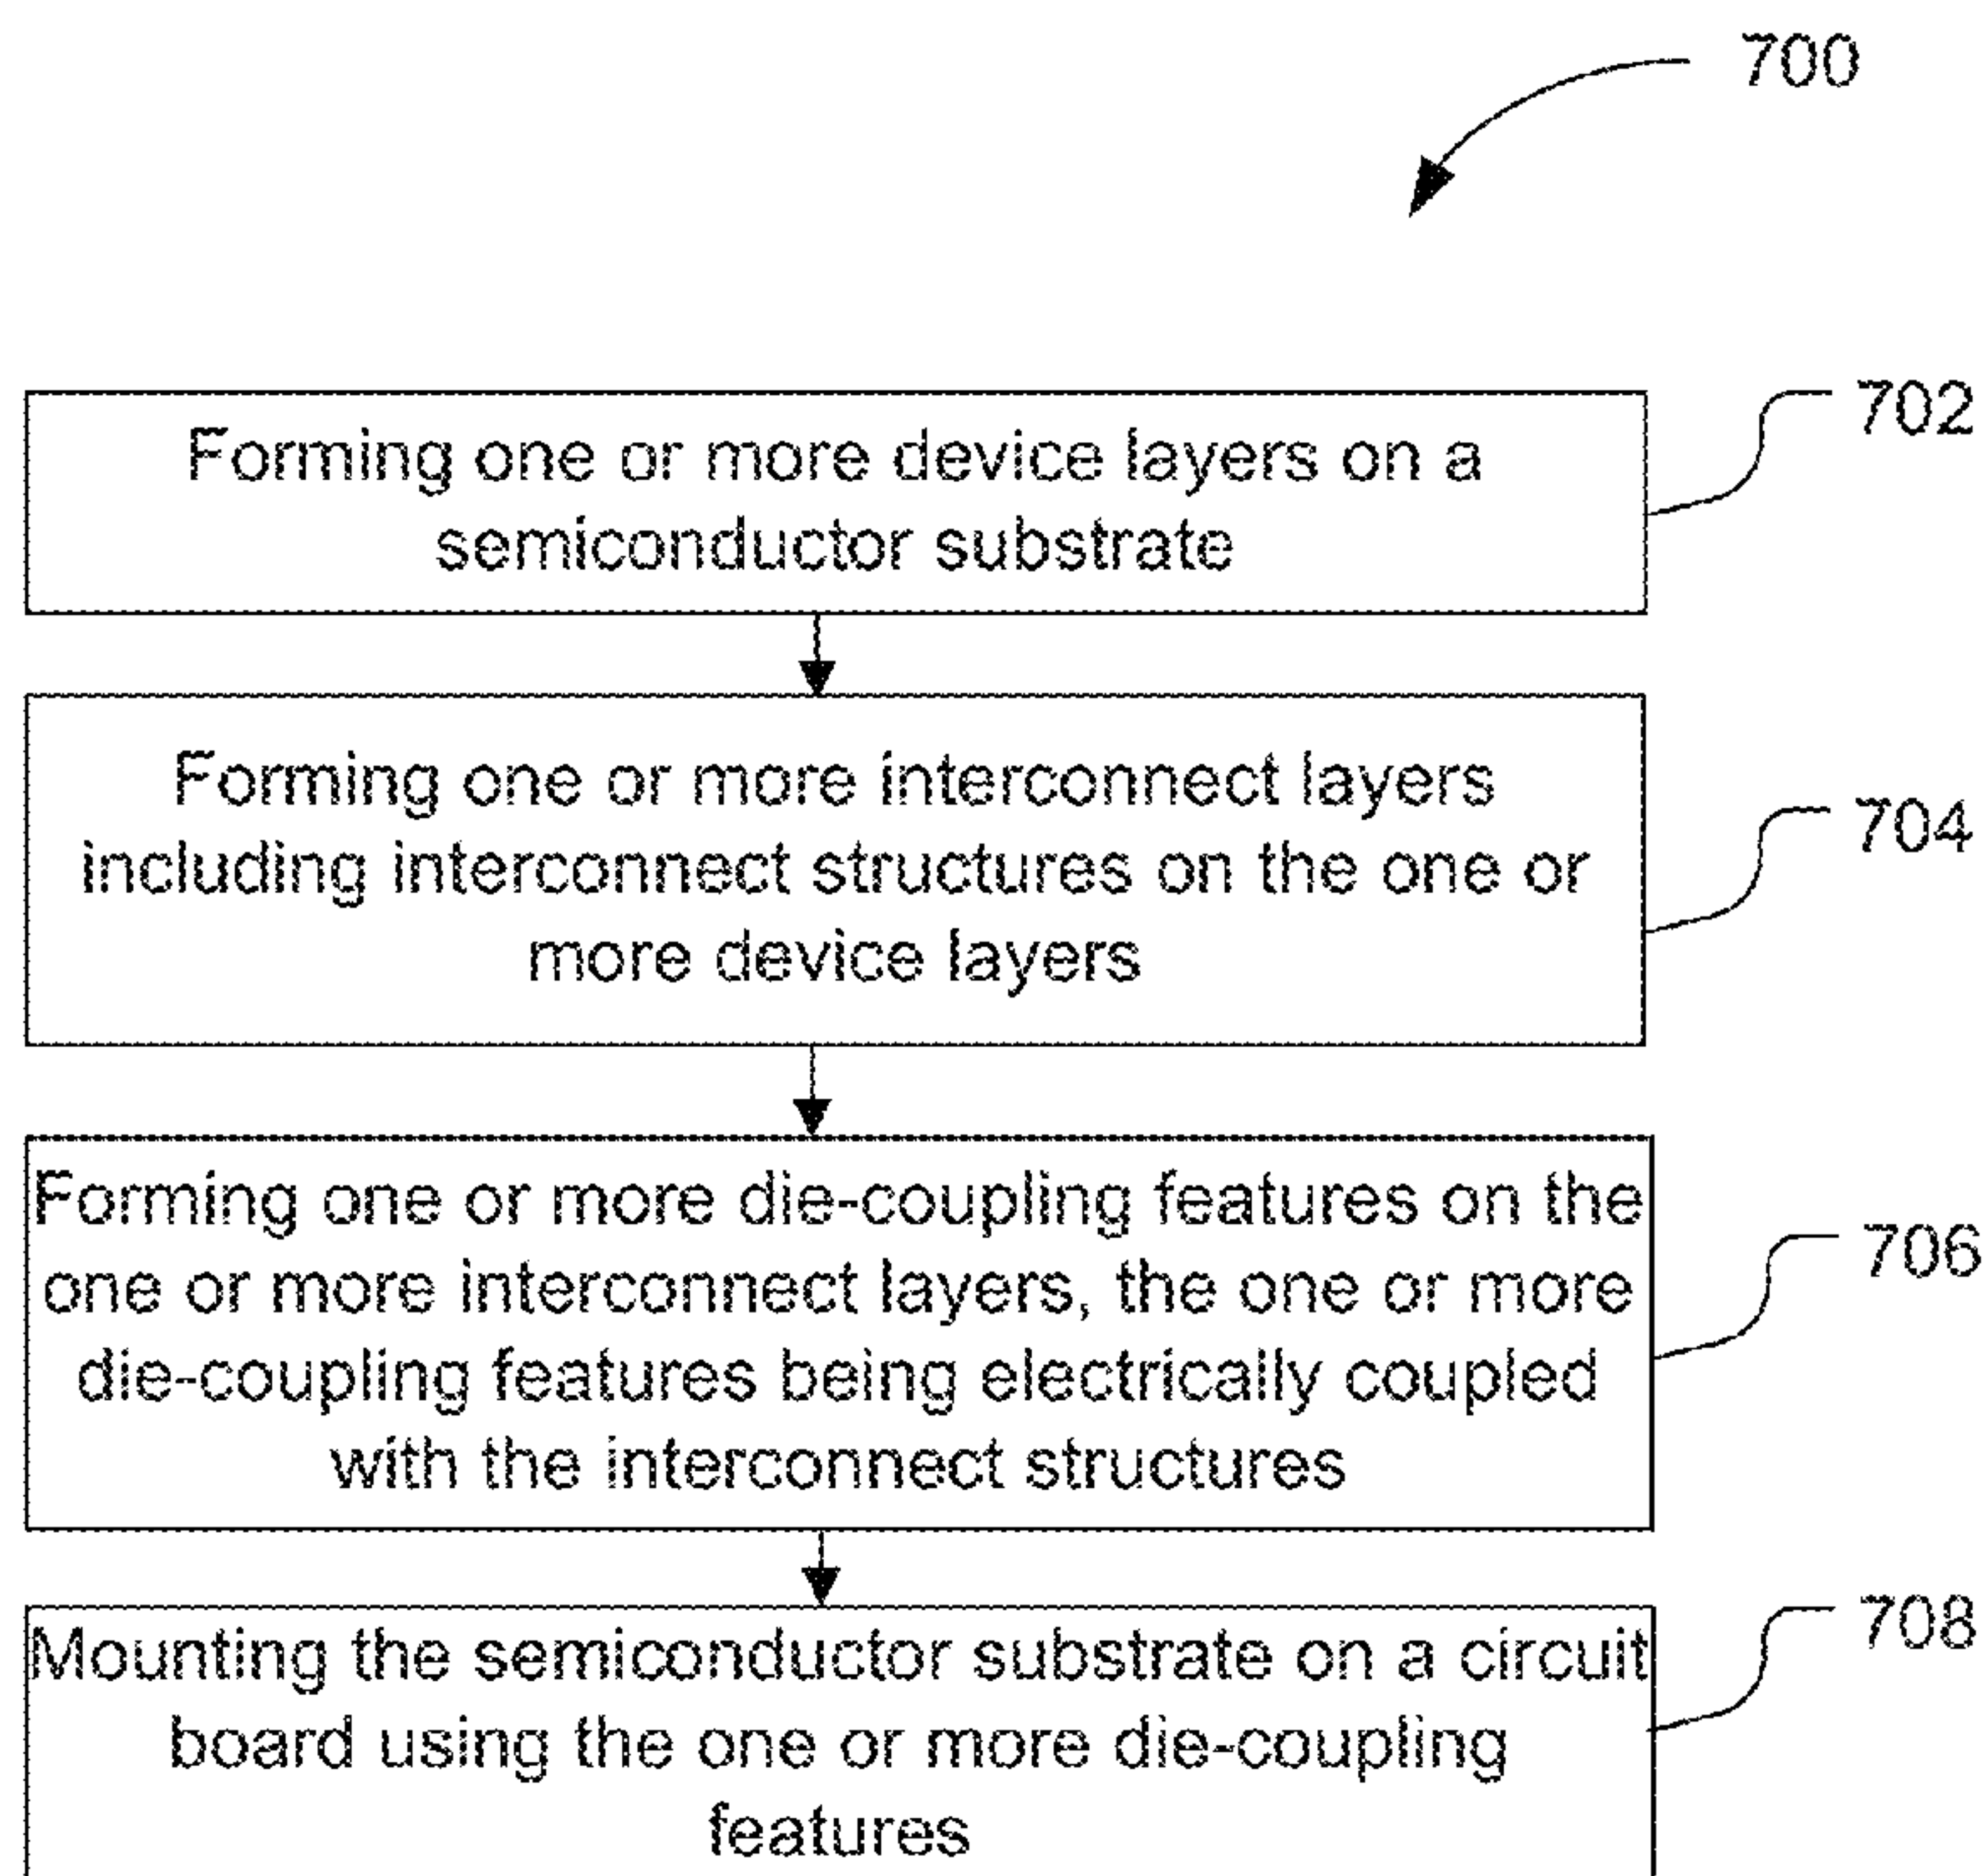 700
Forming one or more device layers on a
semiconductor substrate
702
Forming one or more interconnect layers
including interconnect structures on the one or
more device layers
704
Forming one or more die-coupling features on the
one or more interconnect layers, the one or more
die-coupling features being electrically coupled
with the interconnect structures
706
Mounting the semiconductor substrate on a circuit
board using the one or more die-coupling
features
708